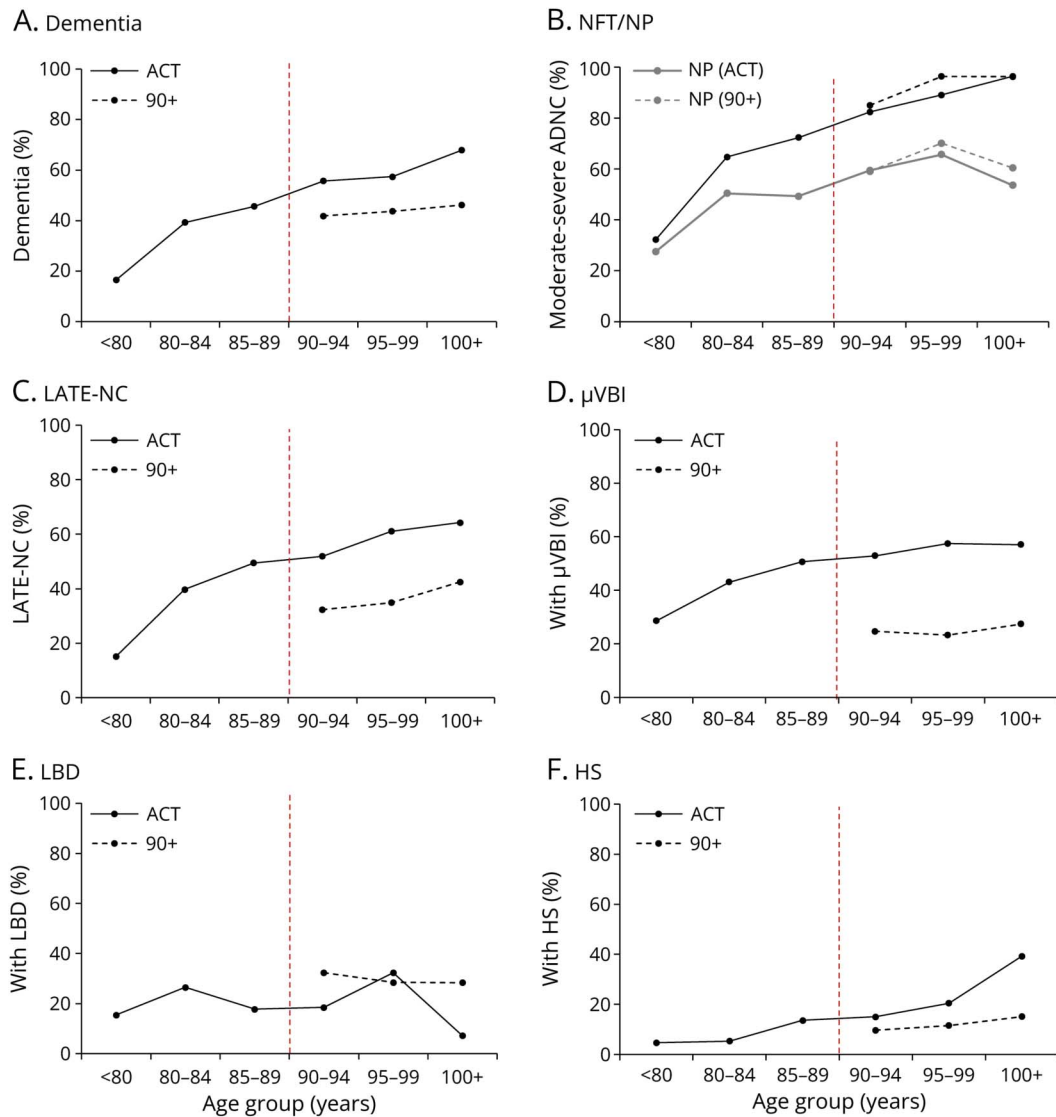 A. Dementia
100
80
60
40
20
0
Dementia (%)
ACT
90+
<80 80–84 85–89 90–94 95–99 100+
B. NFT/NP
100
80
60
40
20
0
Moderate-severe ADNC (%)
NP (ACT)
NP (90+)
<80 80–84 85–89 90–94 95–99 100+
C. LATE-NC
100
80
60
40
20
0
LATE-NC (%)
ACT
90+
<80 80–84 85–89 90–94 95–99 100+
D. µVBI
100
80
60
40
20
0
With µVBI (%)
ACT
90+
<80 80–84 85–89 90–94 95–99 100+
E. LBD
100
80
60
40
20
0
With LBD (%)
ACT
90+
<80 80–84 85–89 90–94 95–99 100+
Age group (years)
F. HS
100
80
60
40
20
0
With HS (%)
ACT
90+
<80 80–84 85–89 90–94 95–99 100+
Age group (years)